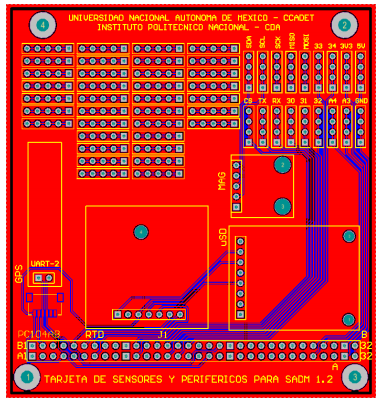 UNIVERSIDAD NACIONAL AUTONOMA DE MEXICO - CCADET
INSTITUTO POLITECNICO NACIONAL - CDA
4
2
SDA SCL SCK MISO MOSI 33 34 3V3 5V
CS TX RX 30 31 32 A4 A3 GND
MAG
uSD
GPS
UART-2
PC104AB RTD J1 B
B1 32
A1 32
A
1
3
TARJETA DE SENSORES Y PERIFERICOS PARA SADM 1.2